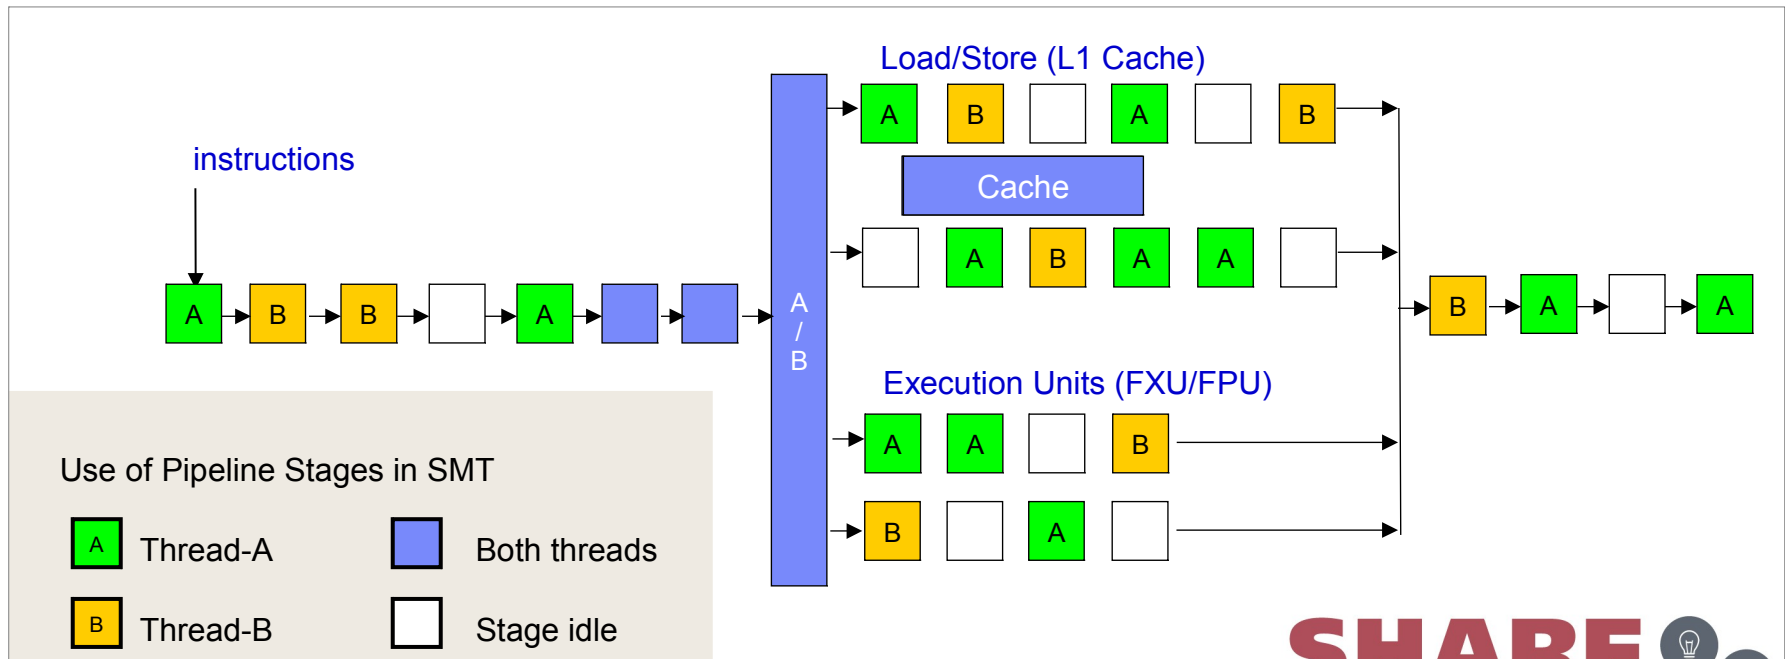 Load/Store (L1 Cache)
A B A B
instructions
Cache
A B A A
A B B A
A
/
B
B A A
Execution Units (FXU/FPU)
A A B
B A
Use of Pipeline Stages in SMT
A Thread-A Both threads
B Thread-B Stage idle
SHARE